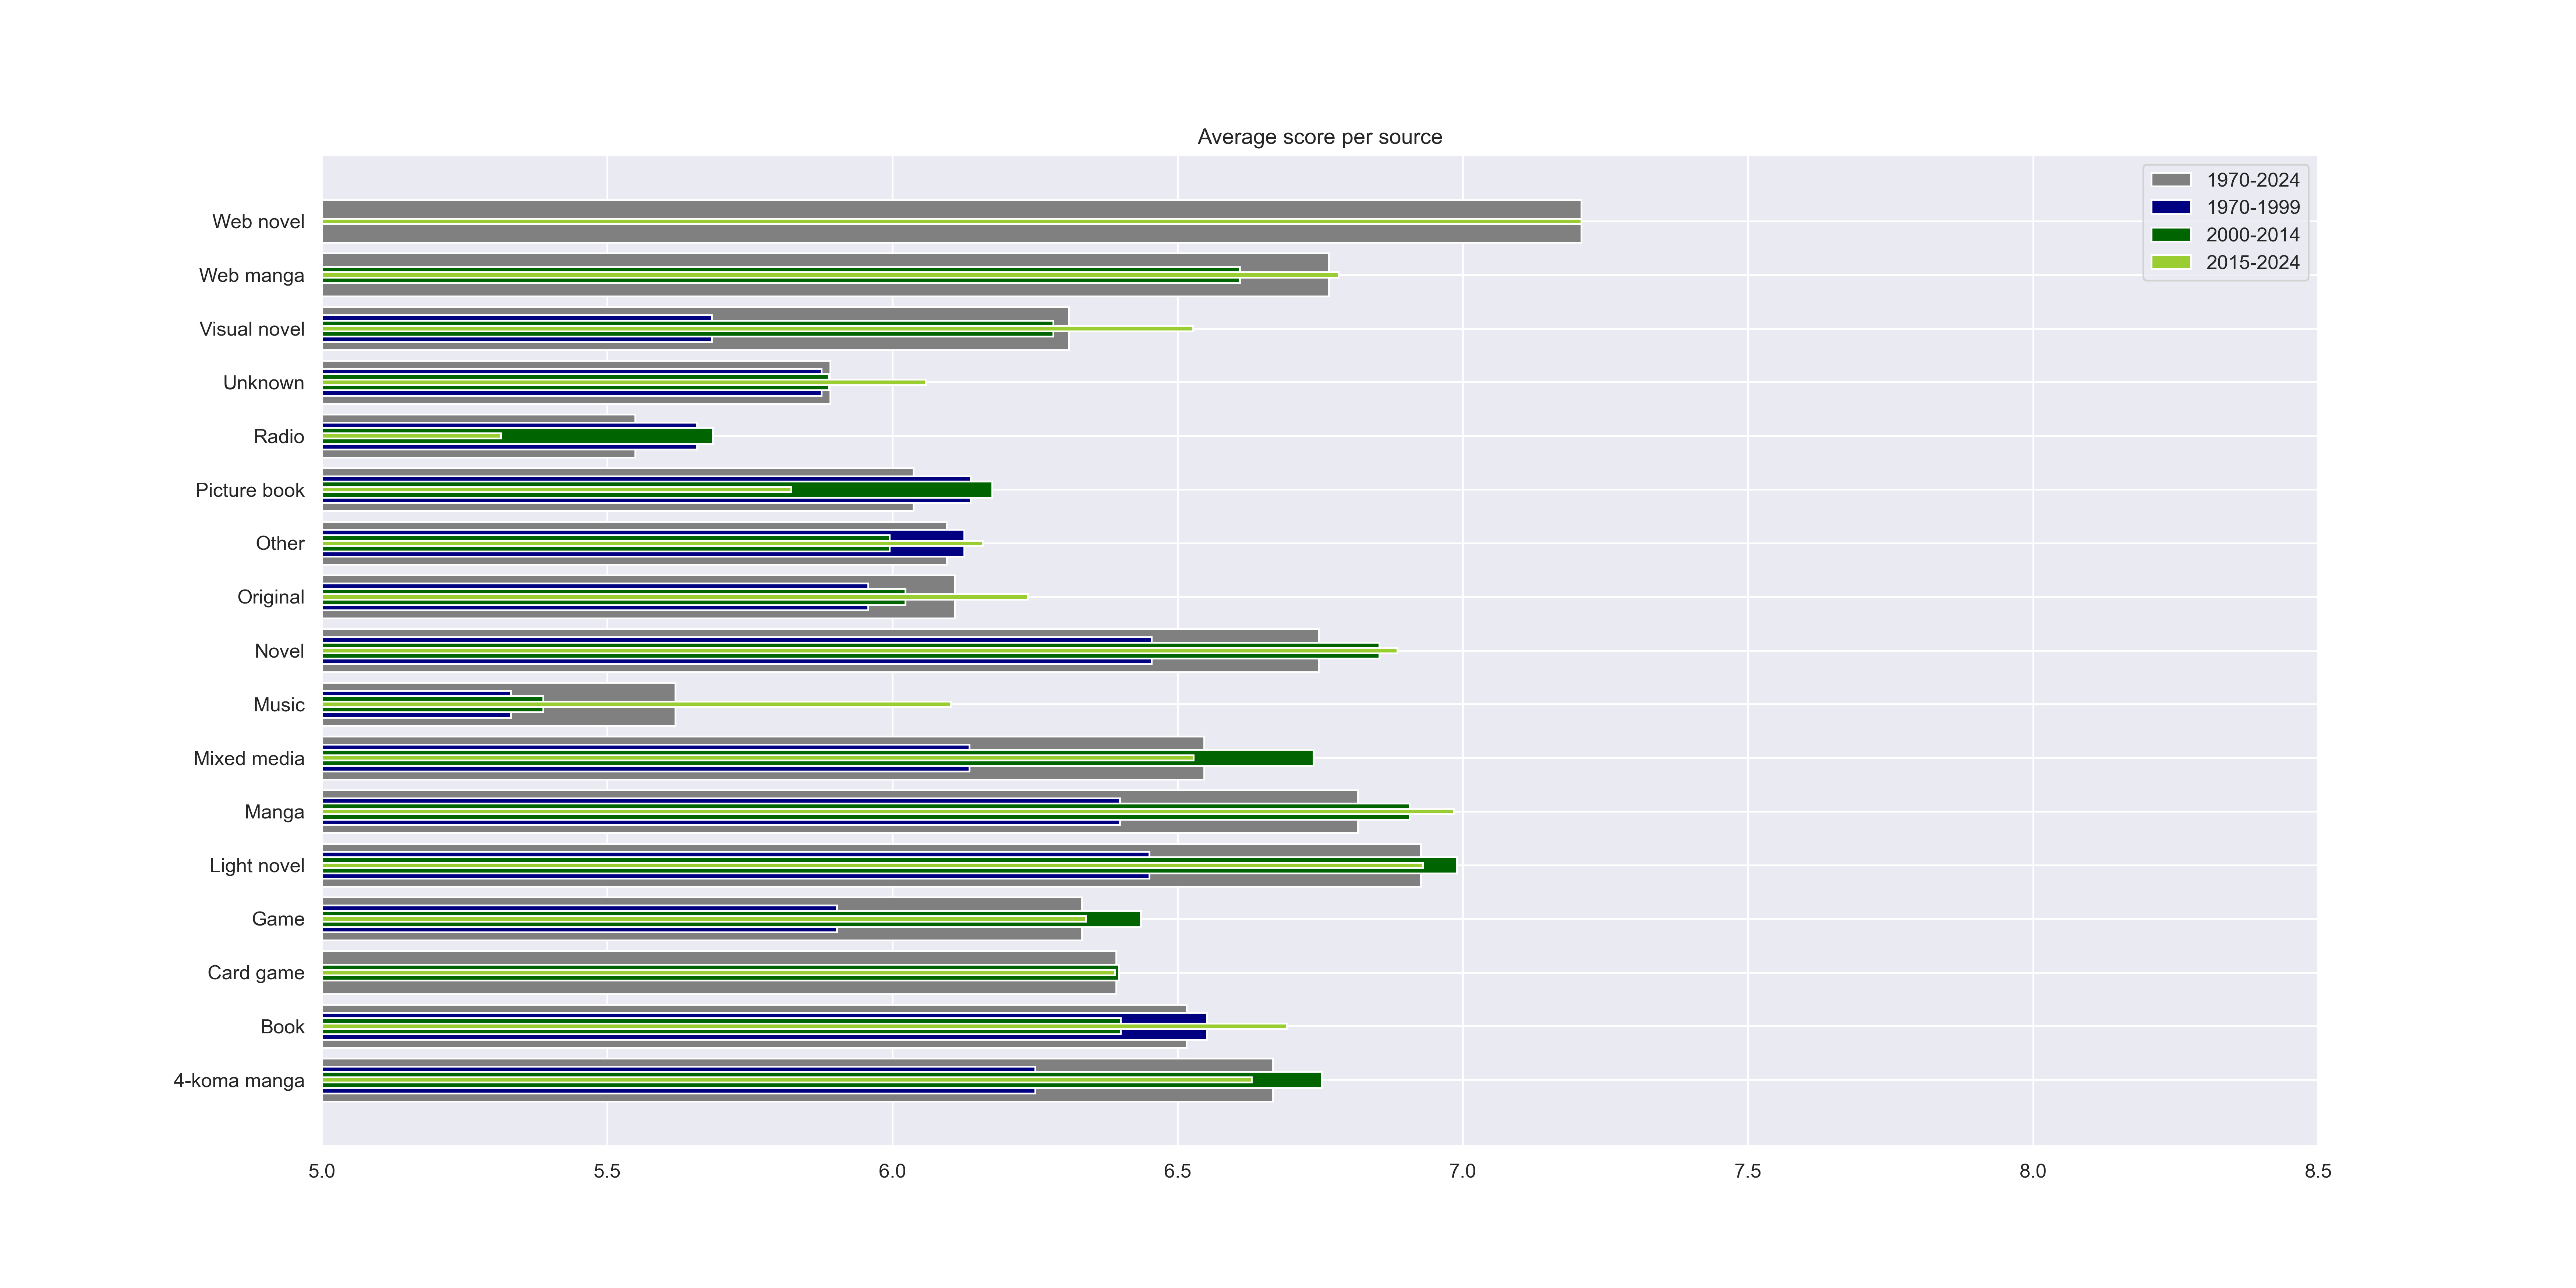 Average score per source
1970-2024
1970-1999
2000-2014
2015-2024
Web novel
Web manga
Visual novel
Unknown
Radio
Picture book
Other
Original
Novel
Music
Mixed media
Manga
Light novel
Game
Card game
Book
4-koma manga
5.0 5.5 6.0 6.5 7.0 7.5 8.0 8.5